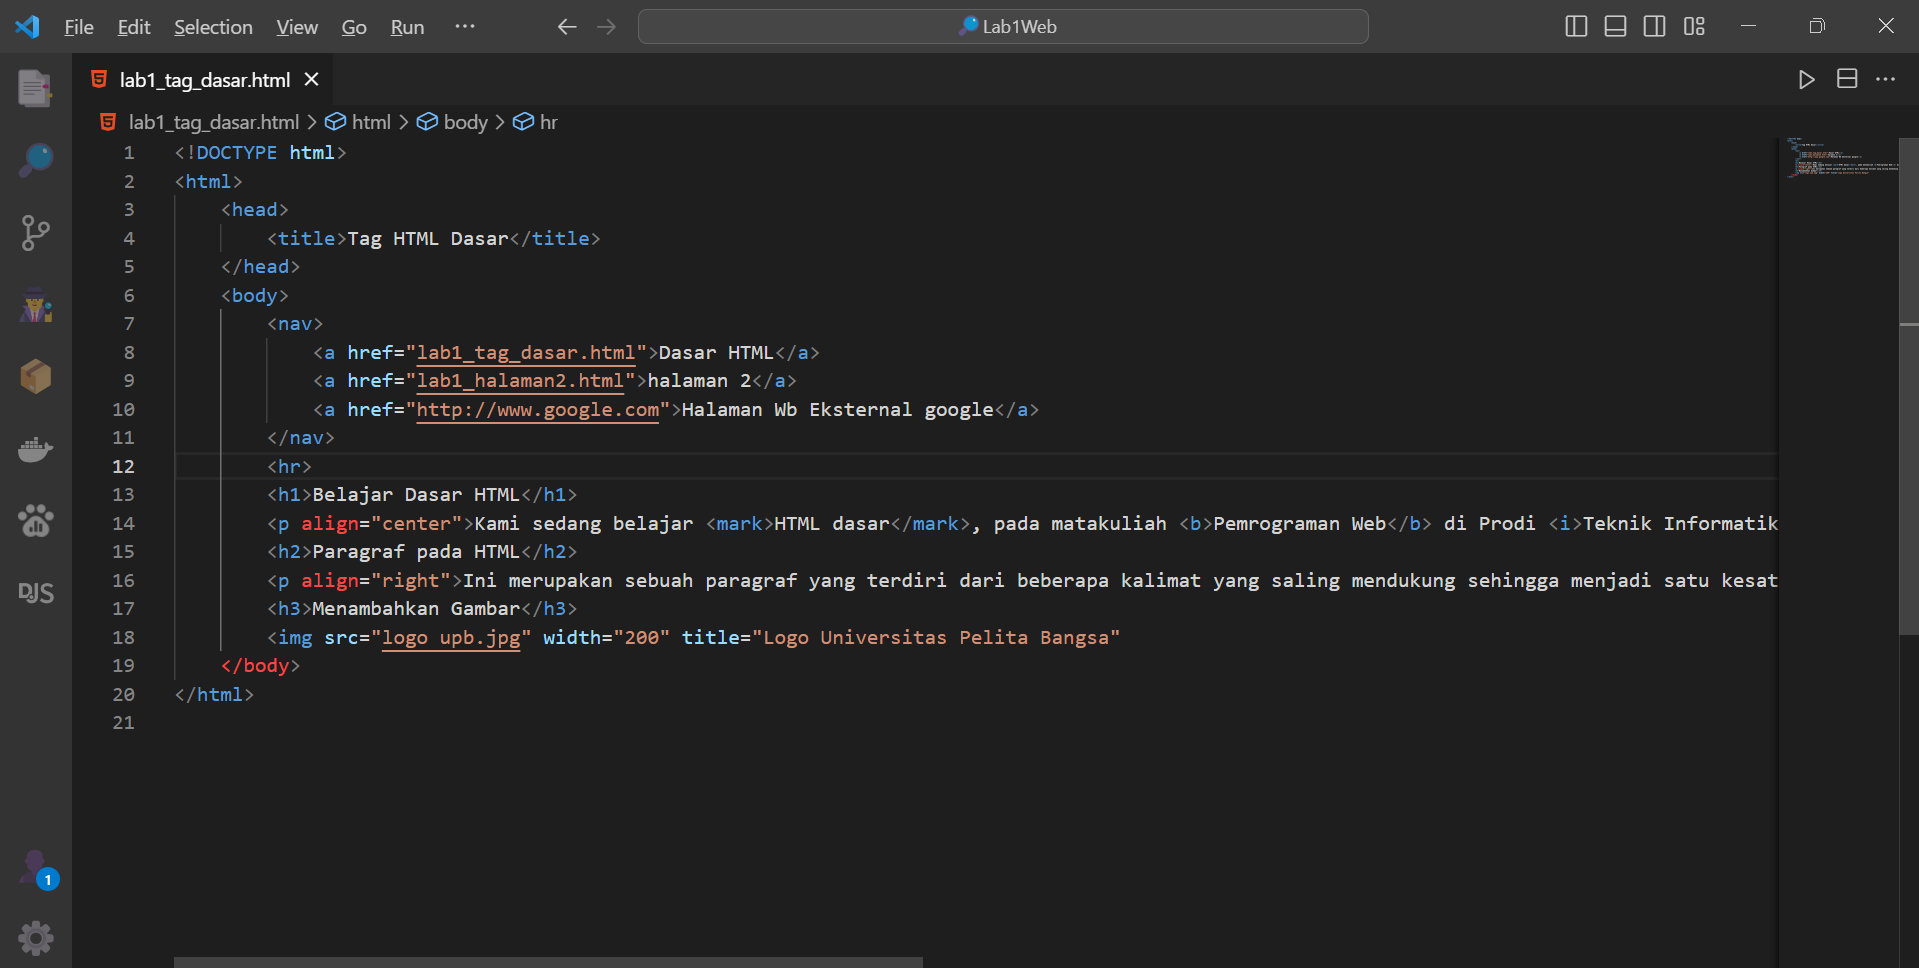 File Edit Selection View Go Run ··· Lab1Web
lab1_tag_dasar.html
lab1_tag_dasar.html > html > body > hr
1 <!DOCTYPE html>
2 <html>
3 <head>
4 <title>Tag HTML Dasar</title>
5 </head>
6 <body>
7 <nav>
8 <a href="lab1_tag_dasar.html">Dasar HTML</a>
9 <a href="lab1_halaman2.html">halaman 2</a>
10 <a href="http://www.google.com">Halaman Wb Eksternal google</a>
11 </nav>
12 <hr>
13 <h1>Belajar Dasar HTML</h1>
14 <p align="center">Kami sedang belajar <mark>HTML dasar</mark>, pada matakuliah <b>Pemrograman Web</b> di Prodi <i>Teknik Informatik
15 <h2>Paragraf pada HTML</h2>
16 <p align="right">Ini merupakan sebuah paragraf yang terdiri dari beberapa kalimat yang saling mendukung sehingga menjadi satu kesat
17 <h3>Menambahkan Gambar</h3>
18 <img src="logo upb.jpg" width="200" title="Logo Universitas Pelita Bangsa"
19 </body>
20 </html>
21
DJS
1